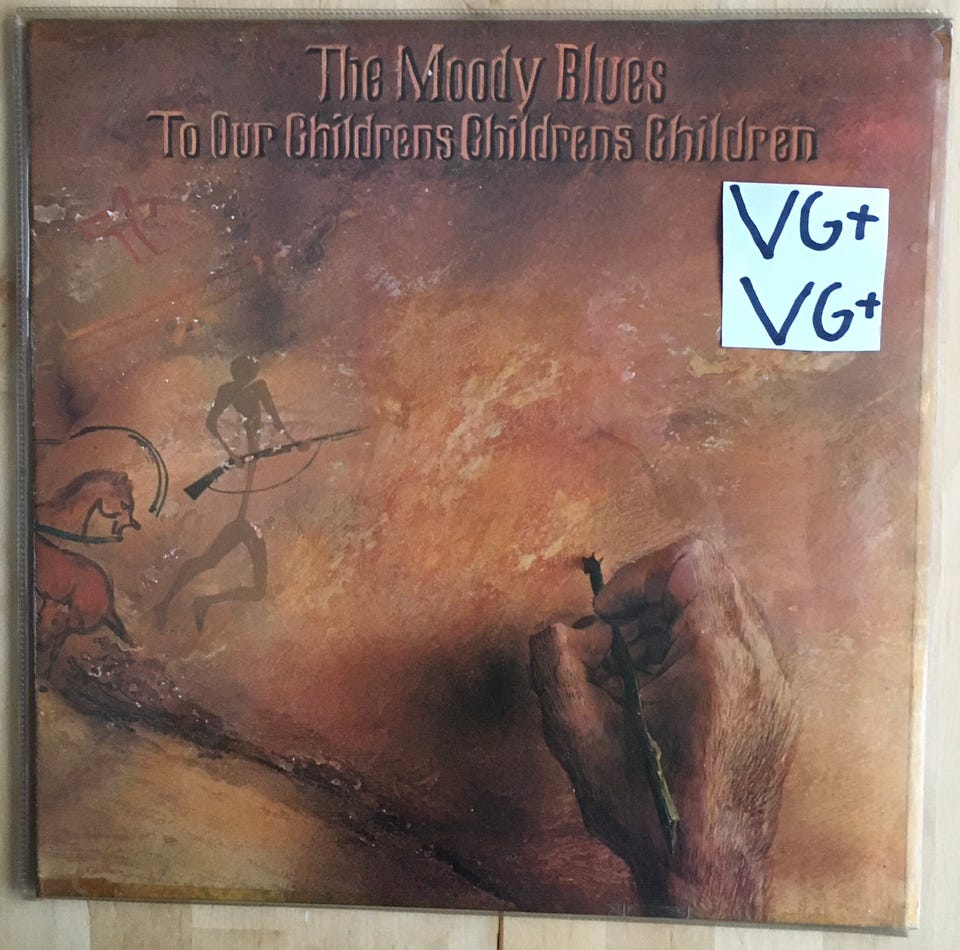 The Moody Blues
To Our Childrens Childrens Children
VG+
VG+